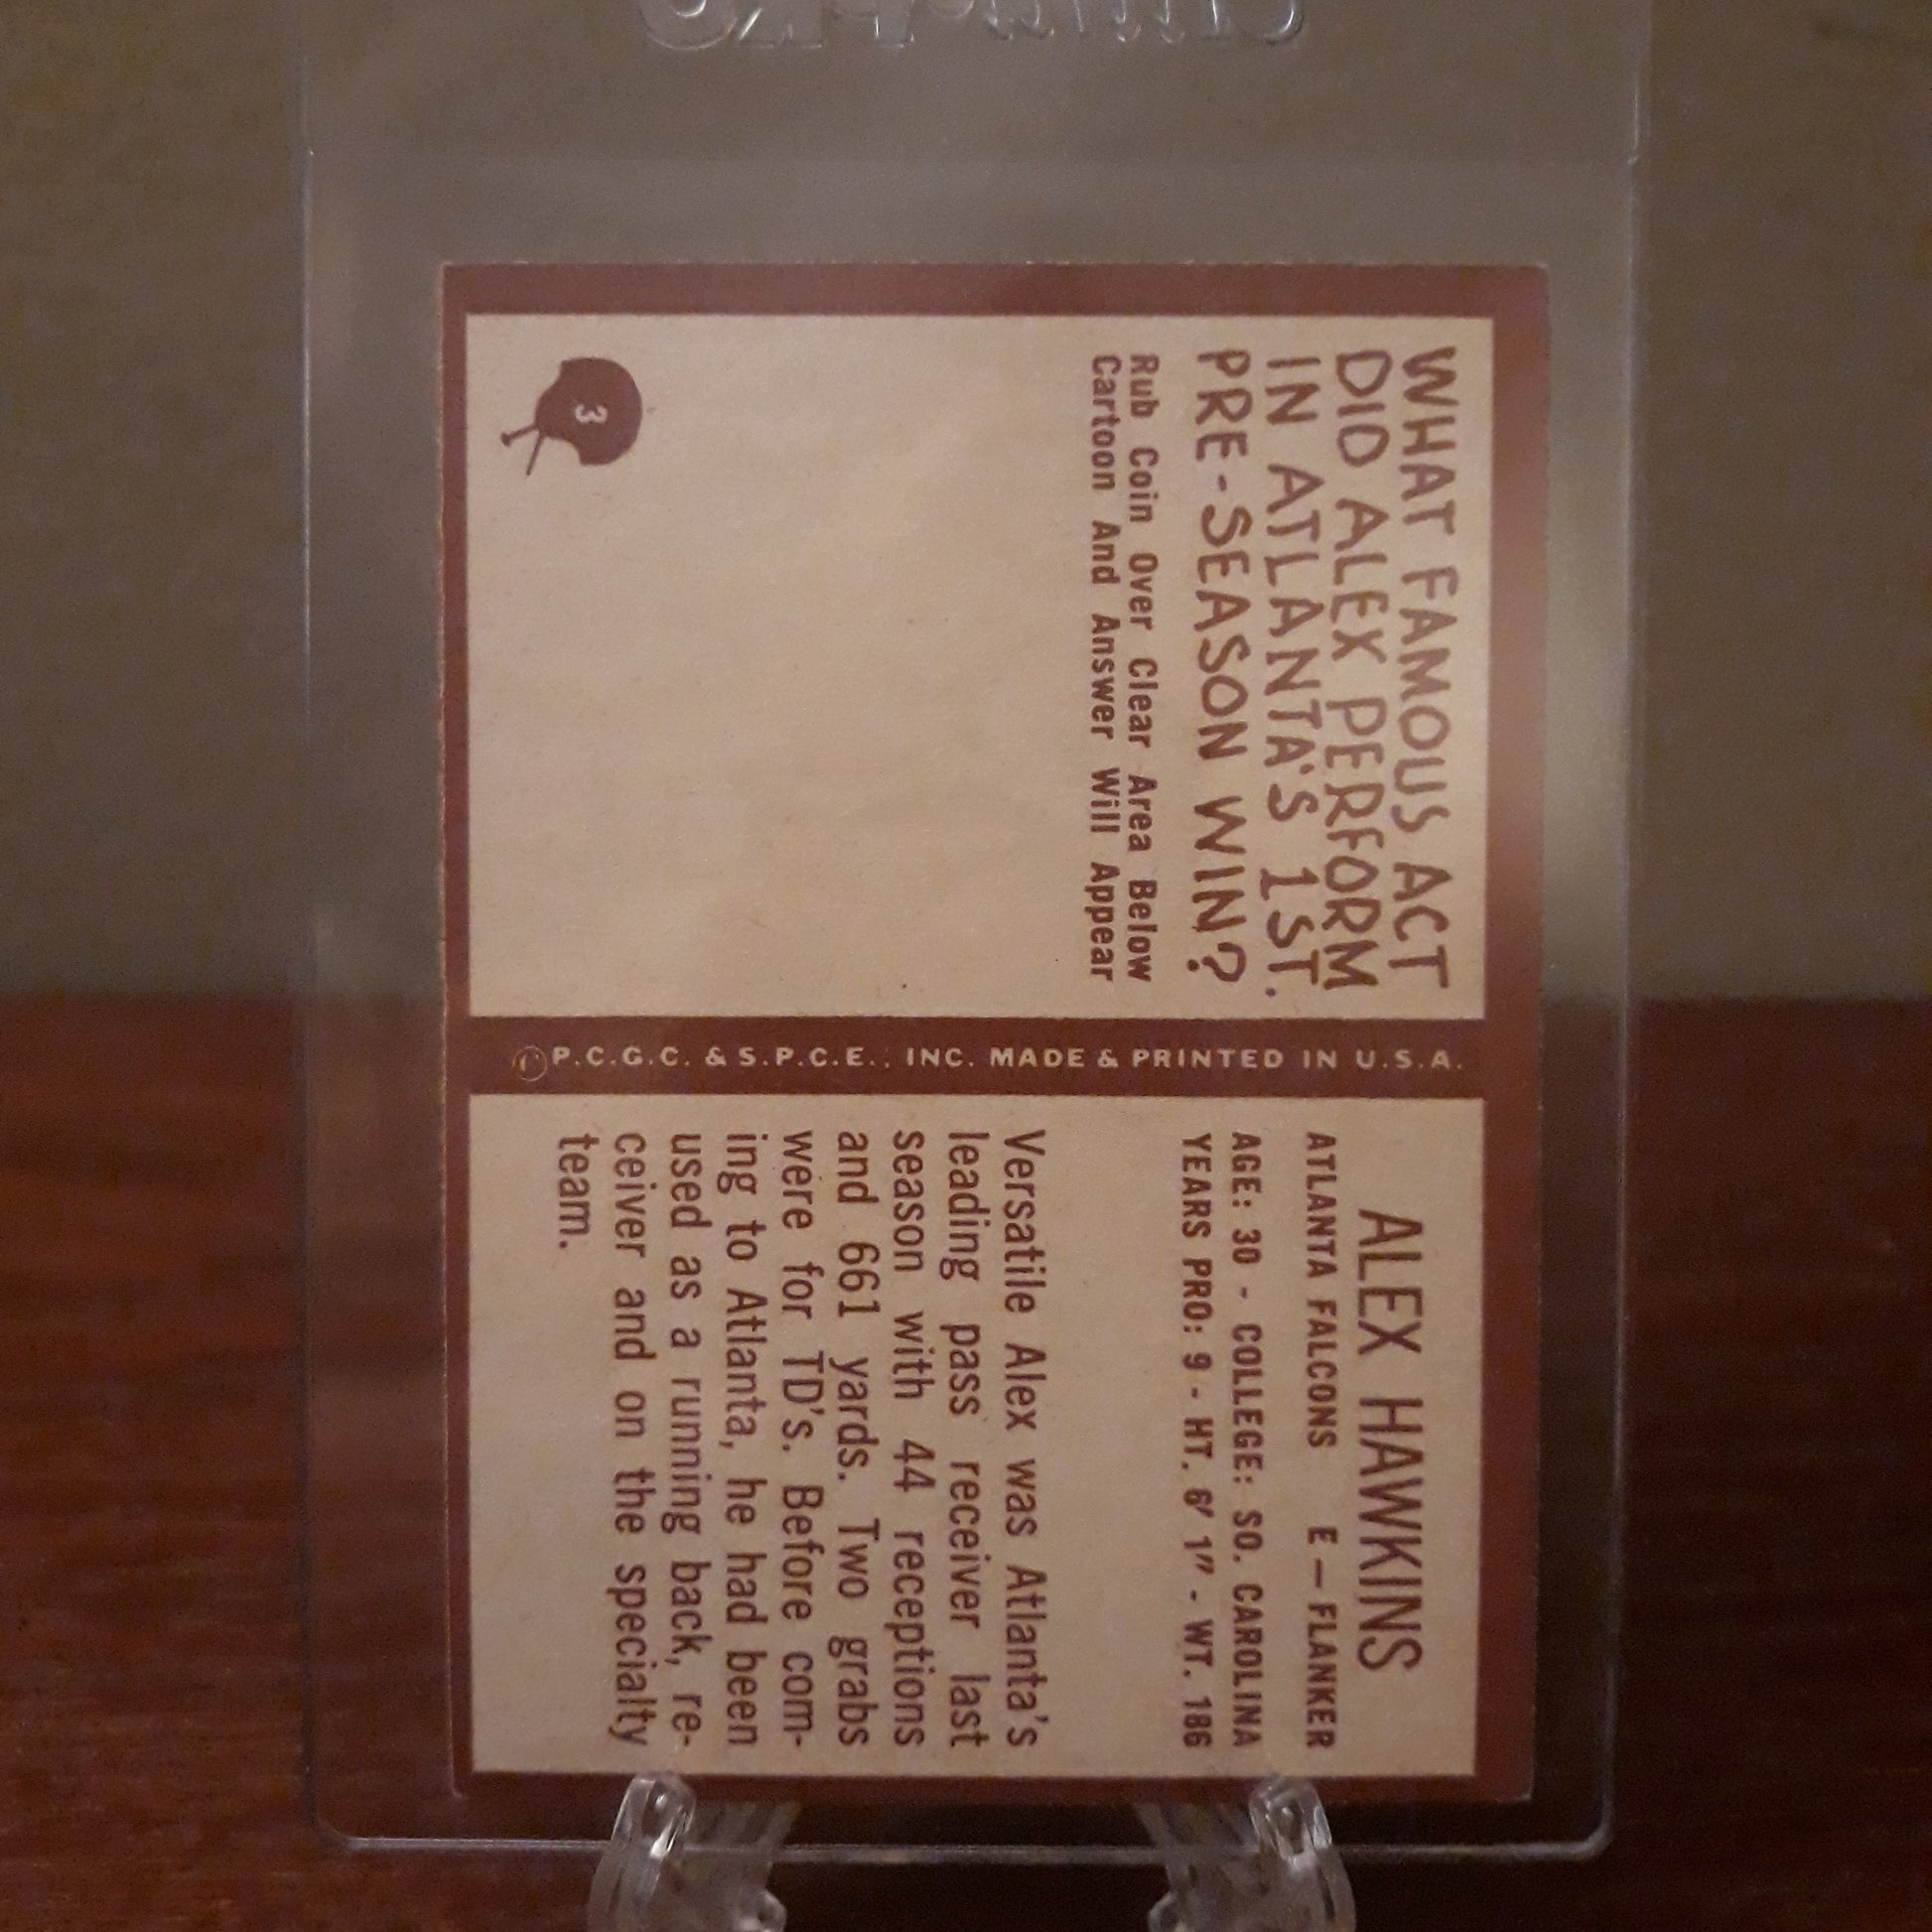 WHAT FAMOUS ACT
DID ALEX PERFORM
IN ATLANTA'S 1ST.
PRE-SEASON WIN?
Rub Coin Over Clear Area Below
Cartoon And Answer Will Appear
3
©P.C.G.C. & S.P.C.E., INC. MADE & PRINTED IN U.S.A.
ALEX HAWKINS
ATLANTA FALCONS E — FLANKER
AGE: 30 - COLLEGE: SO. CAROLINA
YEARS PRO: 9 - HT. 6' 1" - WT. 186
Versatile Alex was Atlanta's
leading pass receiver last
season with 44 receptions
and 661 yards. Two grabs
were for TD's. Before com-
ing to Atlanta, he had been
used as a running back, re-
ceiver and on the specialty
team.